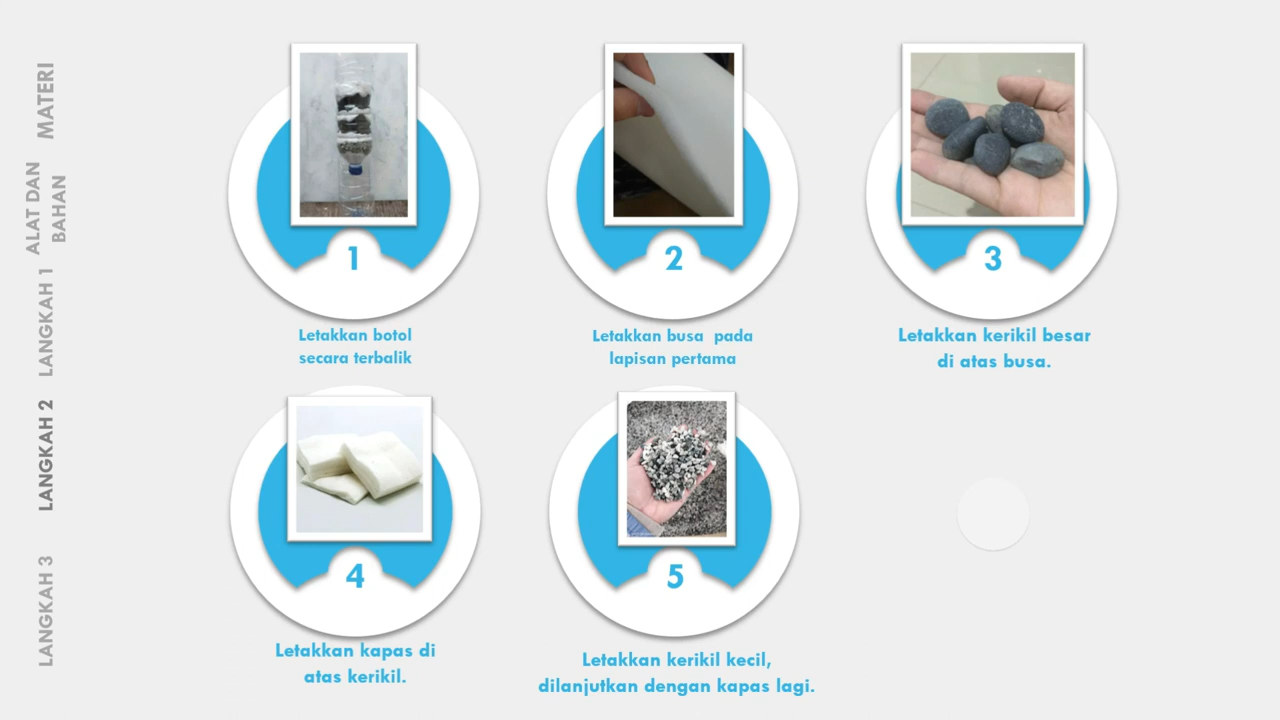 MATERI
ALAT DAN
BAHAN
LANGKAH 1
LANGKAH 2
LANGKAH 3
1
Letakkan botol
secara terbalik
2
Letakkan busa  pada
lapisan pertama
3
Letakkan kerikil besar
di atas busa.
4
Letakkan kapas di
atas kerikil.
5
Letakkan kerikil kecil,
dilanjutkan dengan kapas lagi.